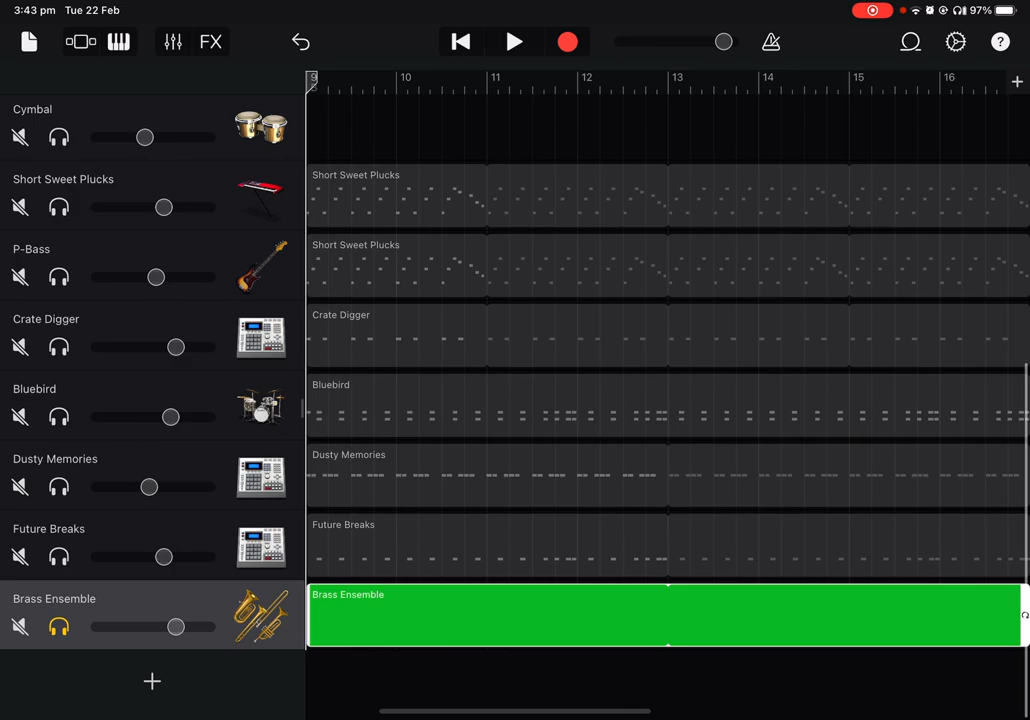 3:43 pm Tue 22 Feb
97%
FX
?
9 10 11 12 13 14 15 16
Cymbal
Short Sweet Plucks
Short Sweet Plucks
P-Bass
Short Sweet Plucks
Crate Digger
Crate Digger
Bluebird
Bluebird
Dusty Memories
Dusty Memories
Future Breaks
Future Breaks
Brass Ensemble
Brass Ensemble